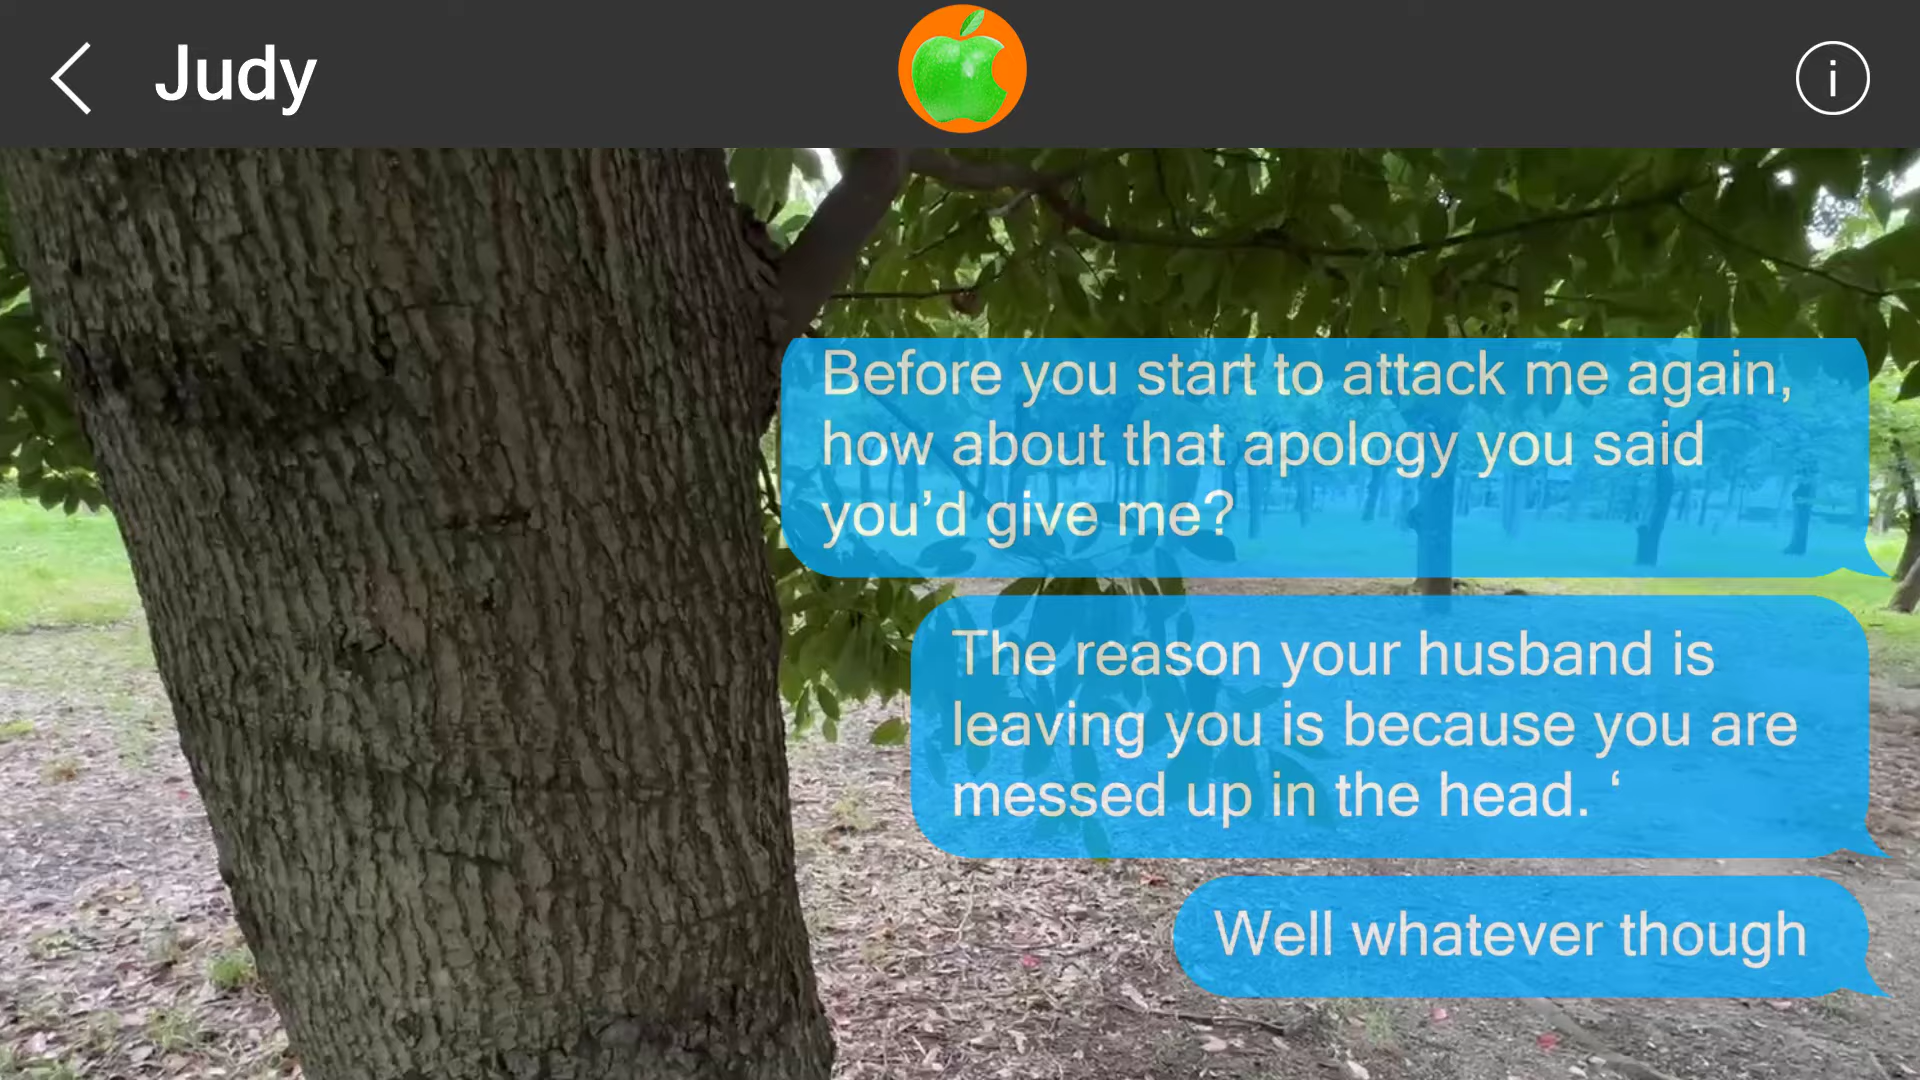 Judy
Before you start to attack me again,
how about that apology you said
you’d give me?
The reason your husband is
leaving you is because you are
messed up in the head. ‘
Well whatever though